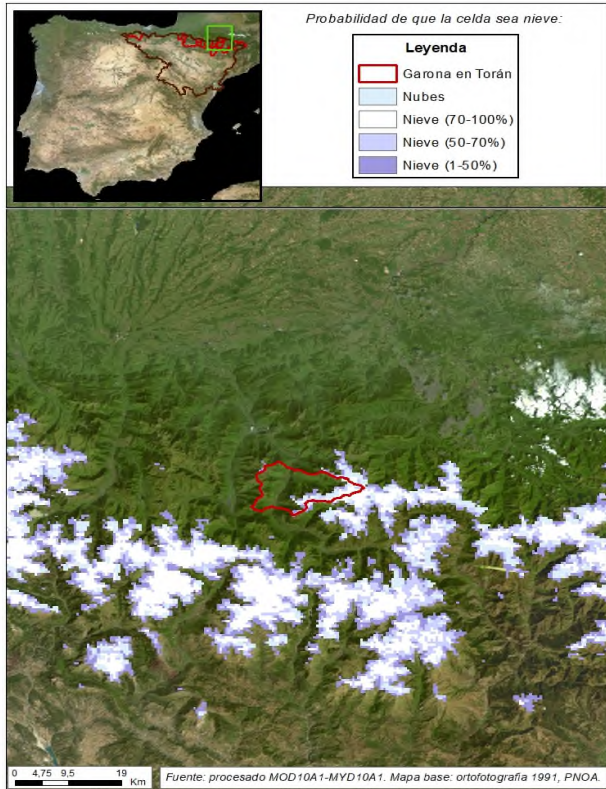 Probabilidad de que la celda sea nieve:
Leyenda
Garona en Torán
Nubes
Nieve (70-100%)
Nieve (50-70%)
Nieve (1-50%)
0 4,75 9,5 19
Km
Fuente: procesado MOD10A1-MYD10A1. Mapa base: ortofotografia 1991, PNOA.